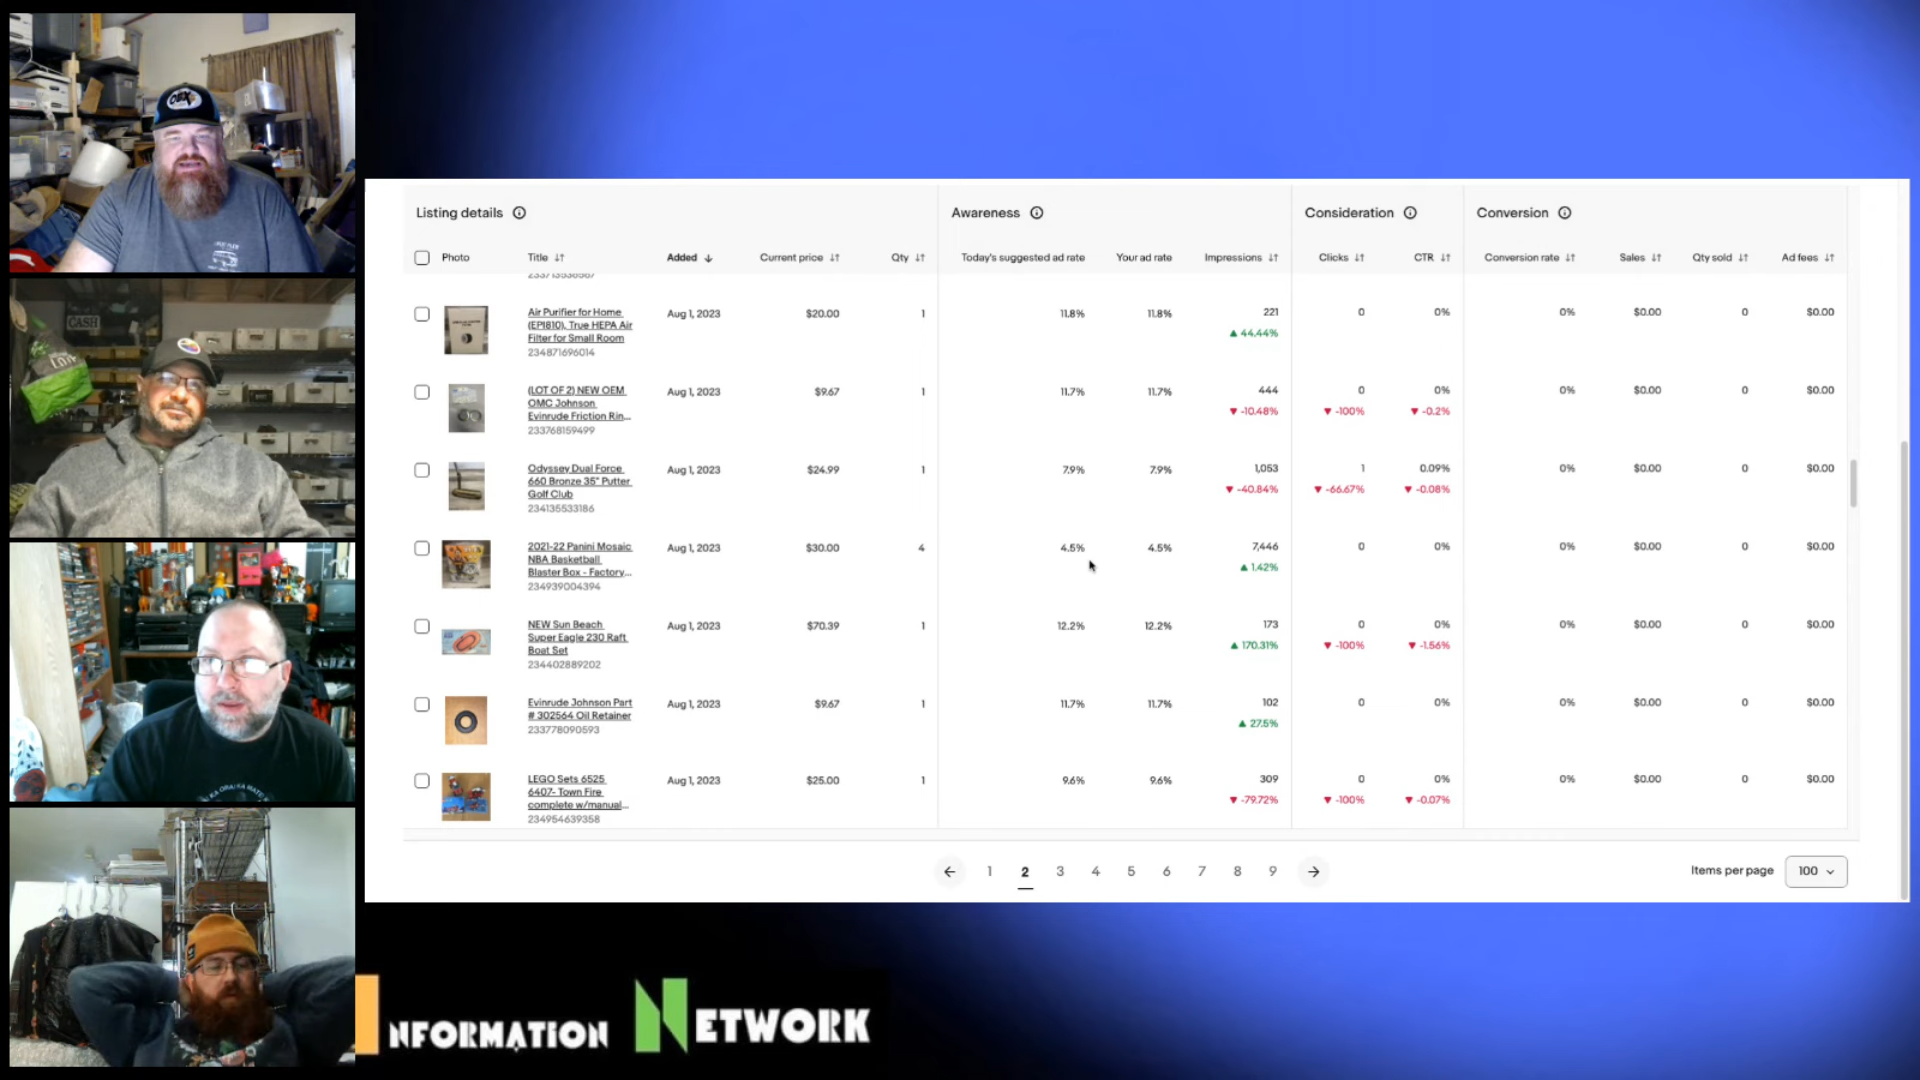 OBX
CASH
Listing details
Awareness
Consideration
Conversion
Photo
Title
Added
Current price
Qty
Today's suggested ad rate
Your ad rate
Impressions
Clicks
CTR
Conversion rate
Sales
Qty sold
Ad fees
Air Purifier for Home Aug 1, 2023 $20.00 1 11.8% 11.8% 221 0 0% 0% $0.00 0 $0.00
(EP1810), True HEPA Air
Filter for Small Room 44.44%
234871696014
(LOT OF 2) NEW OEM Aug 1, 2023 $9.67 1 11.7% 11.7% 444 0 0% 0% $0.00 0 $0.00
OMC Johnson
Evinrude Friction Rin... -10.48% -100% -0.2%
233768159499
Odyssey Dual Force Aug 1, 2023 $24.99 1 7.9% 7.9% 1,053 1 0.09% 0% $0.00 0 $0.00
660 Bronze 35" Putter
Golf Club -40.84% -66.67% -0.08%
234135533186
2021-22 Panini Mosaic Aug 1, 2023 $30.00 4 4.5% 4.5% 7,446 0 0% 0% $0.00 0 $0.00
NBA Basketball
Blaster Box - Factory... 1.42%
234939004394
NEW Sun Beach Aug 1, 2023 $70.39 1 12.2% 12.2% 173 0 0% 0% $0.00 0 $0.00
Super Eagle 230 Raft
Boat Set 170.31% -100% -1.56%
234402889202
Evinrude Johnson Part Aug 1, 2023 $9.67 1 11.7% 11.7% 102 0 0% 0% $0.00 0 $0.00
# 302564 Oil Retainer 27.5%
233778090593
LEGO Sets 6525 Aug 1, 2023 $25.00 1 9.6% 9.6% 309 0 0% 0% $0.00 0 $0.00
6407- Town Fire
complete w/manual... -79.72% -100% -0.07%
234954639358
1 2 3 4 5 6 7 8 9
Items per page 100
NFORMATION NETWORK